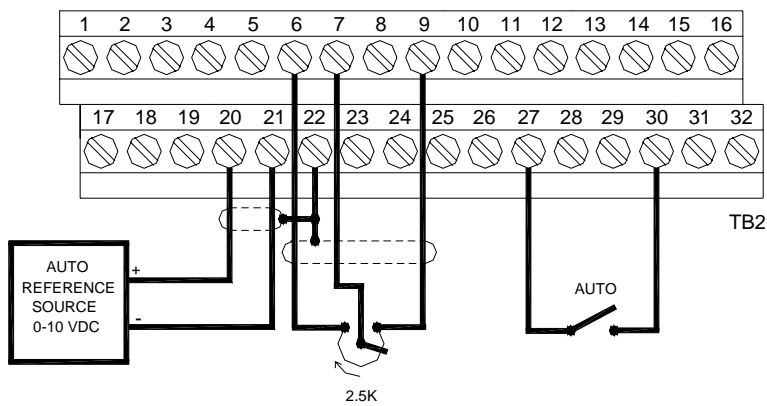 1 2 3 4 5 6 7 8 9 10 11 12 13 14 15 16
17 18 19 20 21 22 23 24 25 26 27 28 29 30 31 32
TB2
AUTO
REFERENCE
SOURCE
0-10 VDC
+
-
AUTO
2.5K